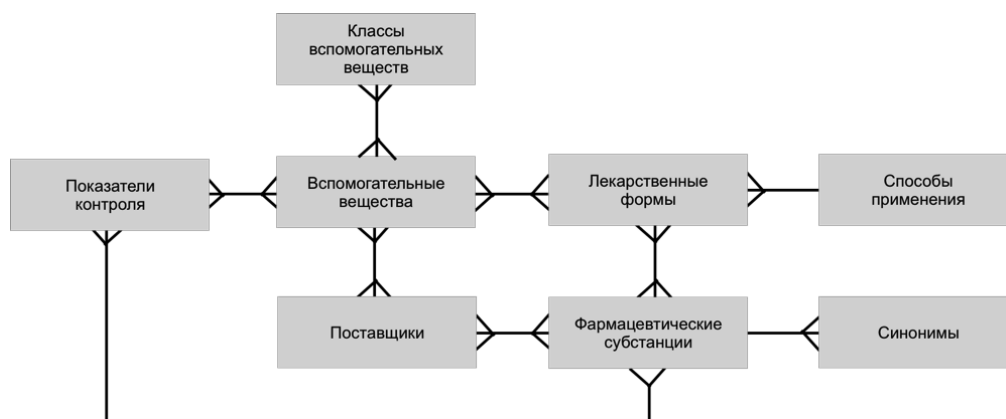 Классы
вспомогательных
веществ
Показатели
контроля
Вспомогательные
вещества
Лекарственные
формы
Способы
применения
Поставщики
Фармацевтические
субстанции
Синонимы